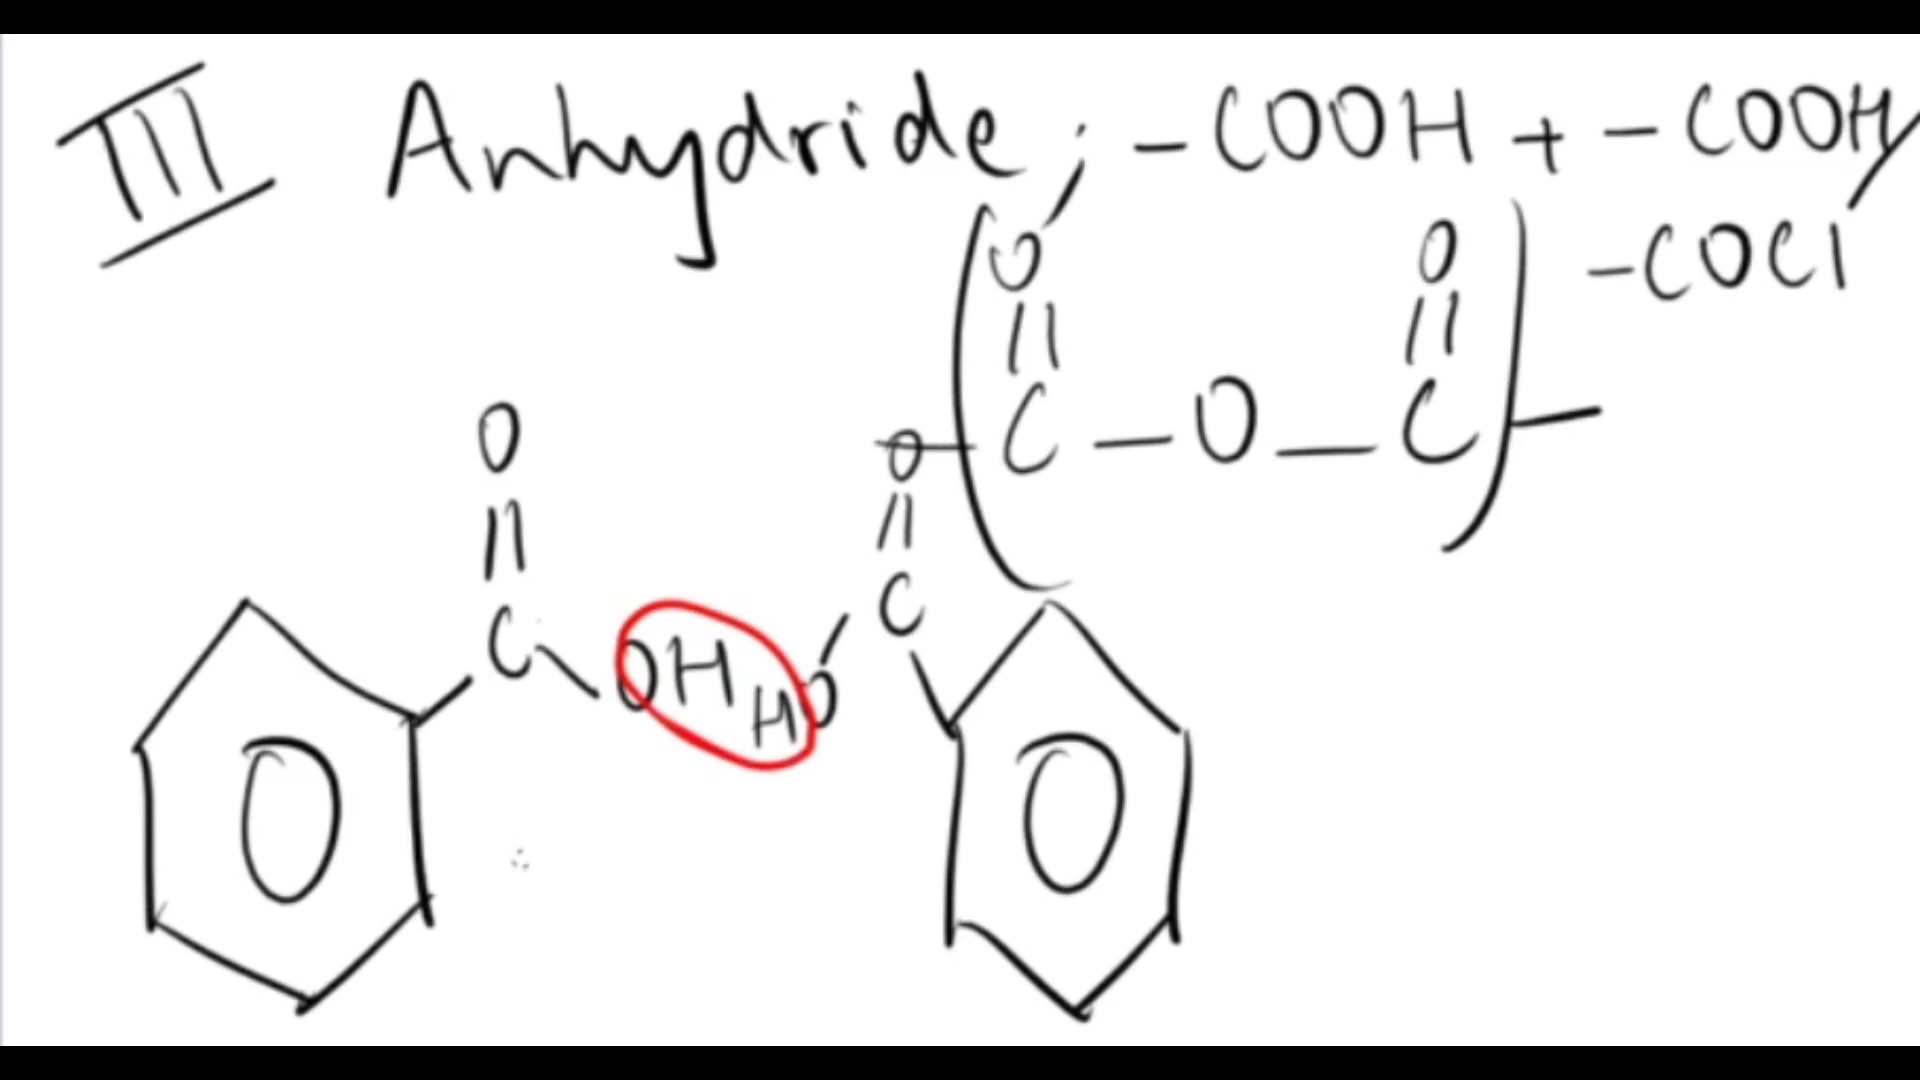 III Anhydride; -COOH + -COOH/
-COCl
O O
|| ||
-(C-O-C)-
O O
|| ||
C C
OH HO
O O